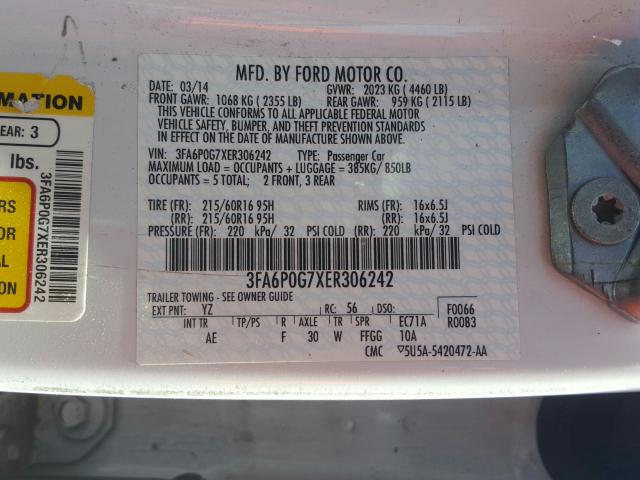 MFD. BY FORD MOTOR CO.
DATE: 03/14 GVWR: 2023 KG ( 4460 LB)
FRONT GAWR: 1068 KG ( 2355 LB) REAR GAWR: 959 KG ( 2115 LB)
THIS VEHICLE CONFORMS TO ALL APPLICABLE FEDERAL MOTOR
VEHICLE SAFETY, BUMPER, AND THEFT PREVENTION STANDARDS
IN EFFECT ON THE DATE OF MANUFACTURE SHOWN ABOVE.
VIN: 3FA6P0G7XER306242 TYPE: Passenger Car
MAXIMUM LOAD = OCCUPANTS + LUGGAGE = 385KG/ 850LB
OCCUPANTS = 5 TOTAL; 2 FRONT, 3 REAR
TIRE (FR): 215/60R16 95H RIMS (FR): 16x6.5J
(RR): 215/60R16 95H (RR): 16x6.5J
PRESSURE (FR): 220 kPa/ 32 PSI COLD (RR): 220 kPa/ 32 PSI COLD
3FA6P0G7XER306242
TRAILER TOWING - SEE OWNER GUIDE
EXT PNT: YZ RC: 56 DSO: F0066
INT TR TP/PS R AXLE TR SPR EC71A R0083
AE F 30 W FFGG 10A
CMC ▽5U5A-5420472-AA
MATION
EAR: 3
lbs.
RS
OR
AL
NS
3FA6P0G7XER306242